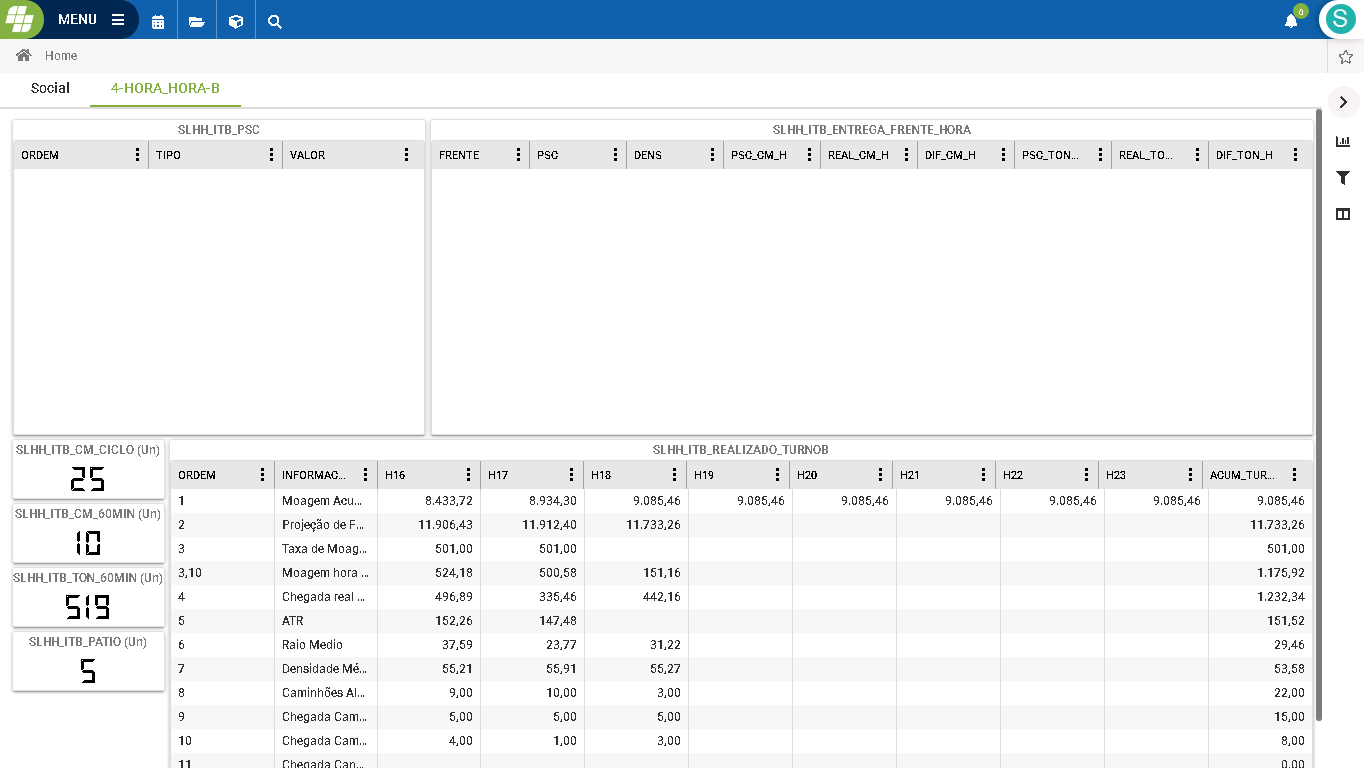 MENU
0
S
Home
Social 4-HORA_HORA-B
SLHH_ITB_PSC
ORDEM TIPO VALOR
SLHH_ITB_ENTREGA_FRENTE_HORA
FRENTE PSC DENS PSC_CM_H REAL_CM_H DIF_CM_H PSC_TON... REAL_TO... DIF_TON_H
SLHH_ITB_CM_CICLO (Un)
25
SLHH_ITB_CM_60MIN (Un)
10
SLHH_ITB_TON_60MIN (Un)
519
SLHH_ITB_PATIO (Un)
5
SLHH_ITB_REALIZADO_TURNOB
ORDEM INFORMAC... H16 H17 H18 H19 H20 H21 H22 H23 ACUM_TUR...
1 Moagem Acu... 8.433,72 8.934,30 9.085,46 9.085,46 9.085,46 9.085,46 9.085,46 9.085,46 9.085,46
2 Projeção de F... 11.906,43 11.912,40 11.733,26 11.733,26
3 Taxa de Moag... 501,00 501,00 501,00
3,10 Moagem hora ... 524,18 500,58 151,16 1.175,92
4 Chegada real ... 496,89 335,46 442,16 1.232,34
5 ATR 152,26 147,48 151,52
6 Raio Medio 37,59 23,77 31,22 29,46
7 Densidade Mé... 55,21 55,91 55,27 53,58
8 Caminhões Al... 9,00 10,00 3,00 22,00
9 Chegada Cam... 5,00 5,00 5,00 15,00
10 Chegada Cam... 4,00 1,00 3,00 8,00
11 Chegada Can... 0,00